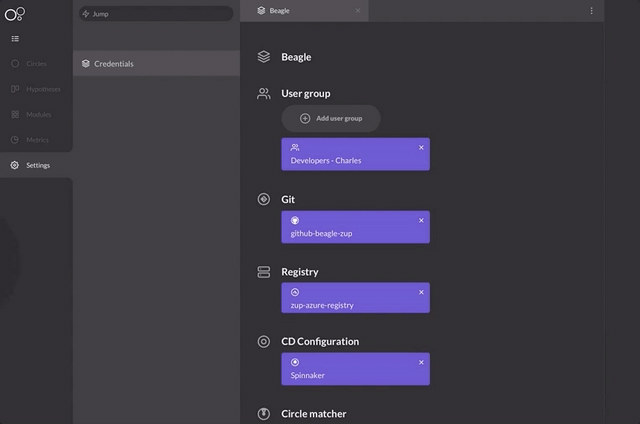 Jump
Beagle
Circles
Hypotheses
Modules
Metrics
Settings
Credentials
Beagle
User group
Add user group
Developers - Charles
Git
github-beagle-zup
Registry
zup-azure-registry
CD Configuration
Spinnaker
Circle matcher